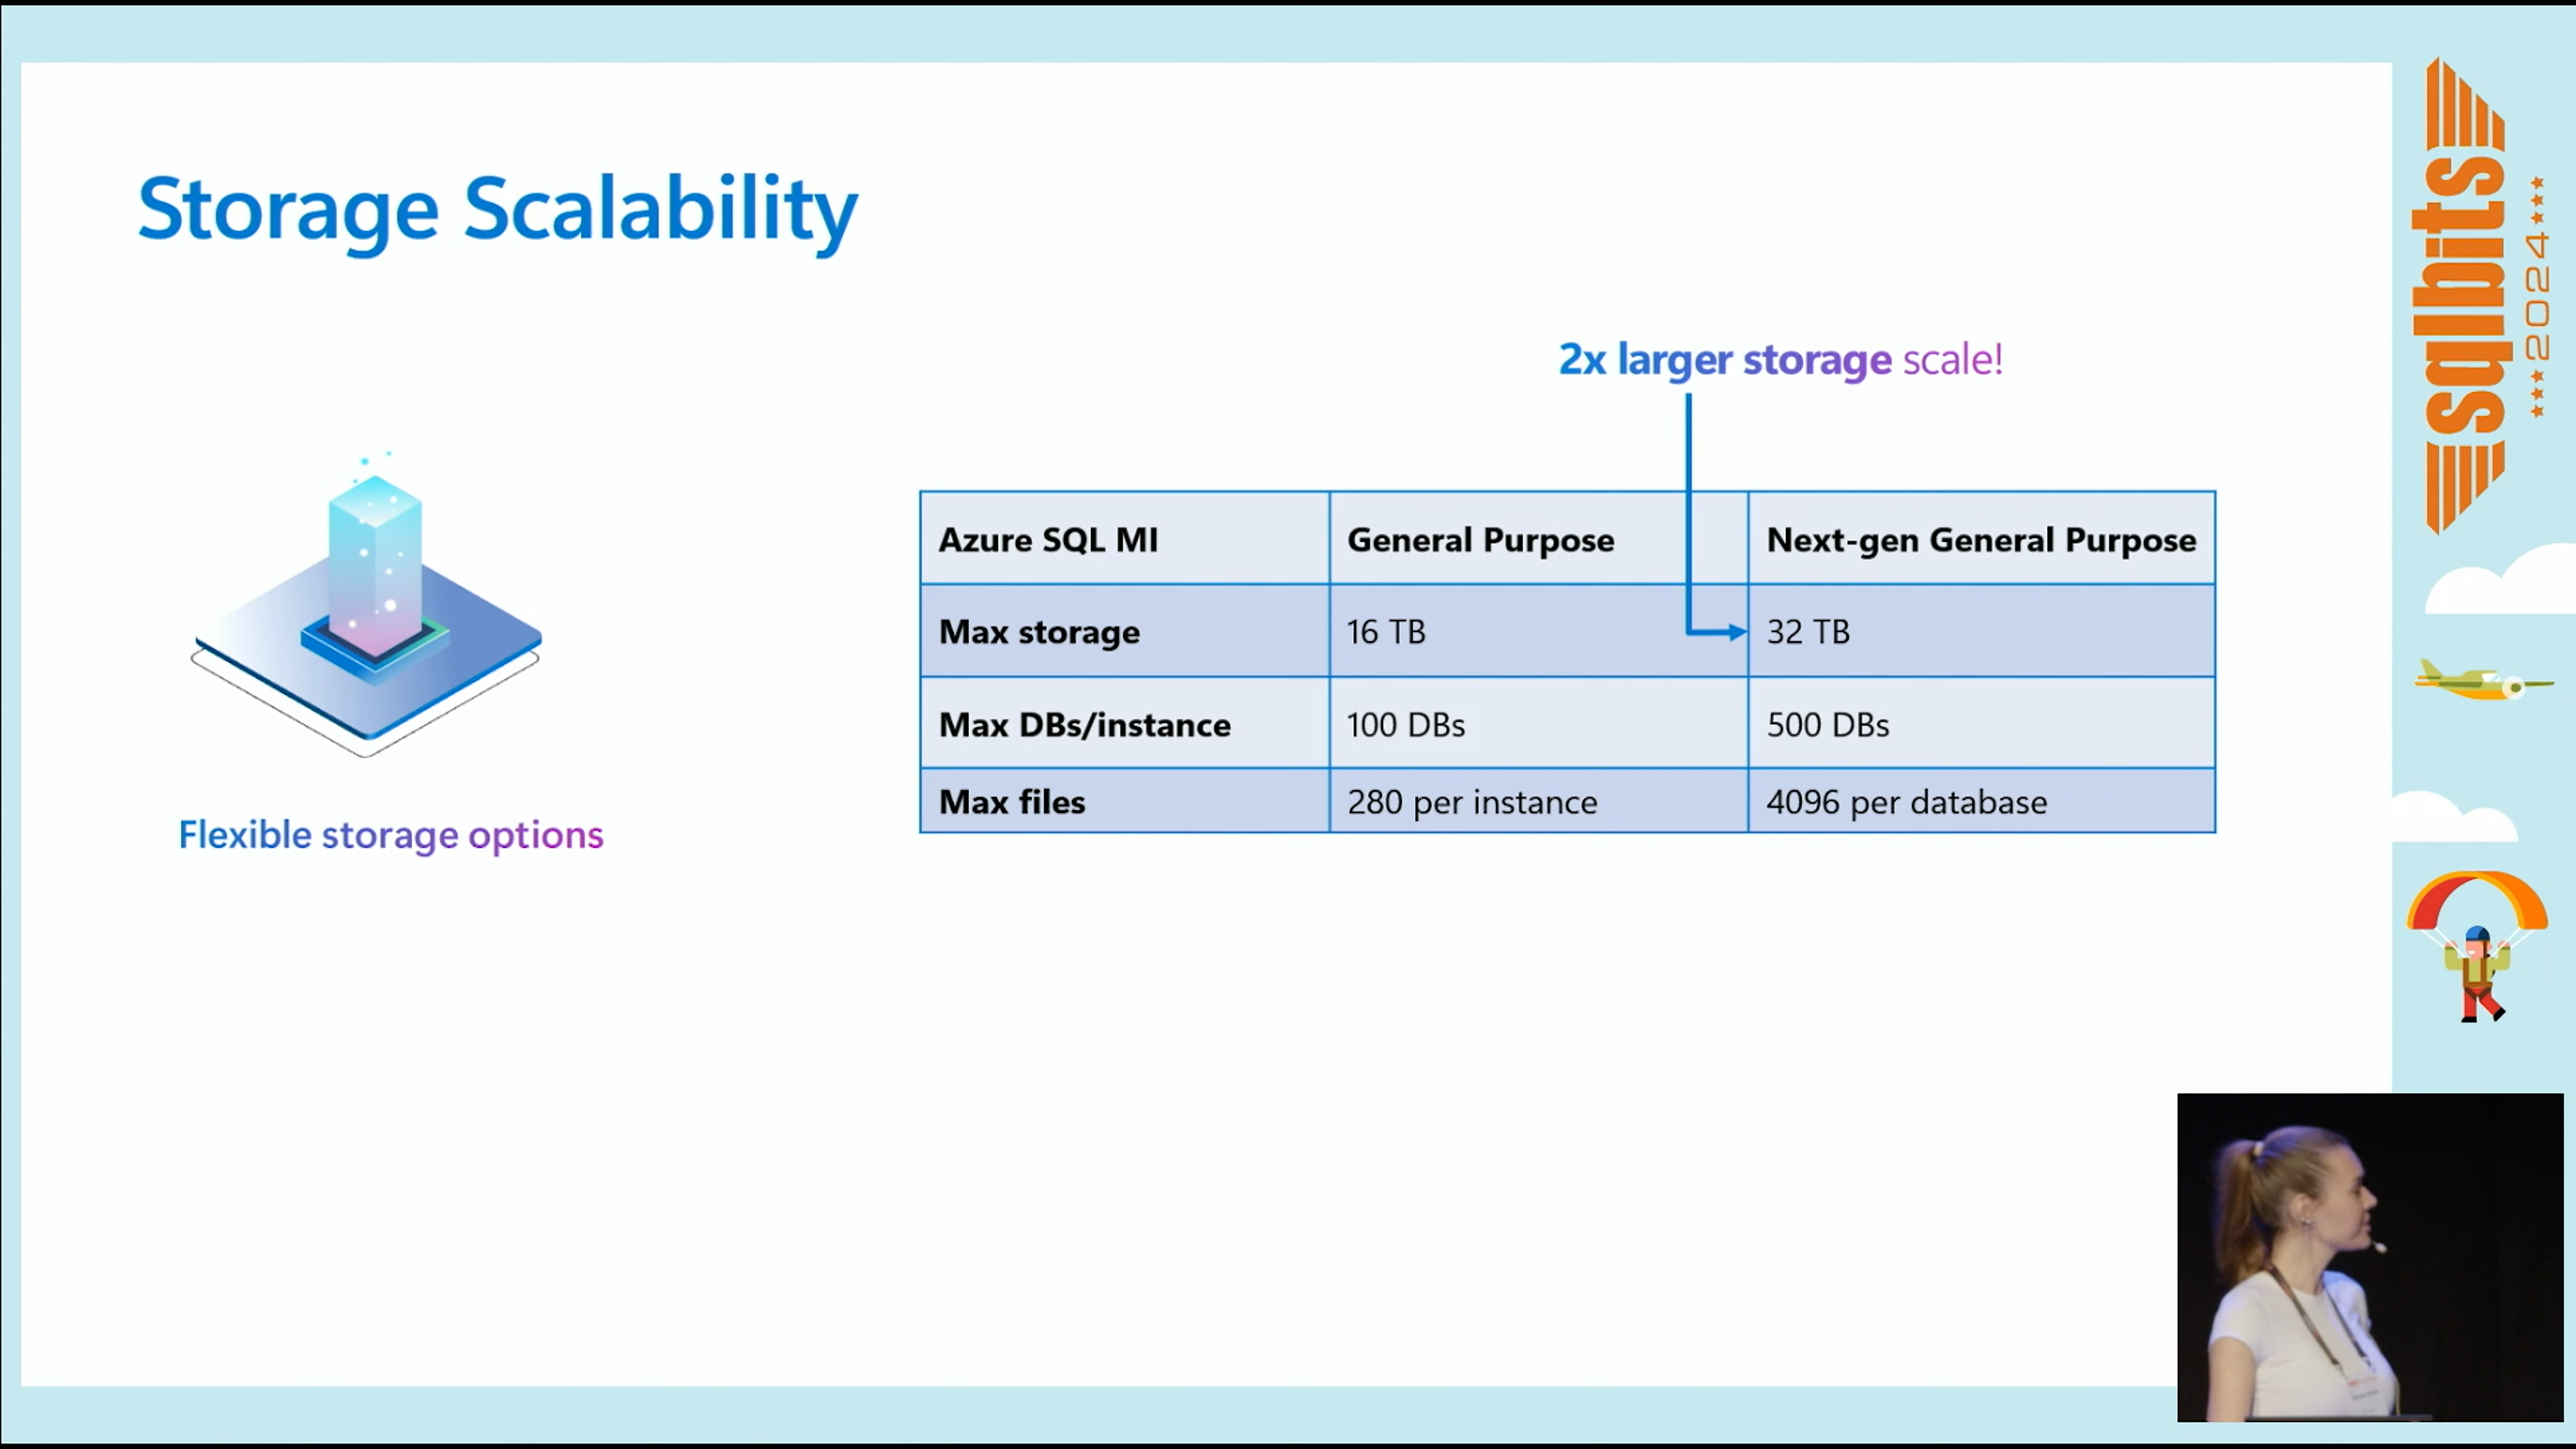 Storage Scalability
2x larger storage scale!
Azure SQL MI
General Purpose
Next-gen General Purpose
Max storage
16 TB
32 TB
Max DBs/instance
100 DBs
500 DBs
Max files
280 per instance
4096 per database
Flexible storage options
sqlbits
2024